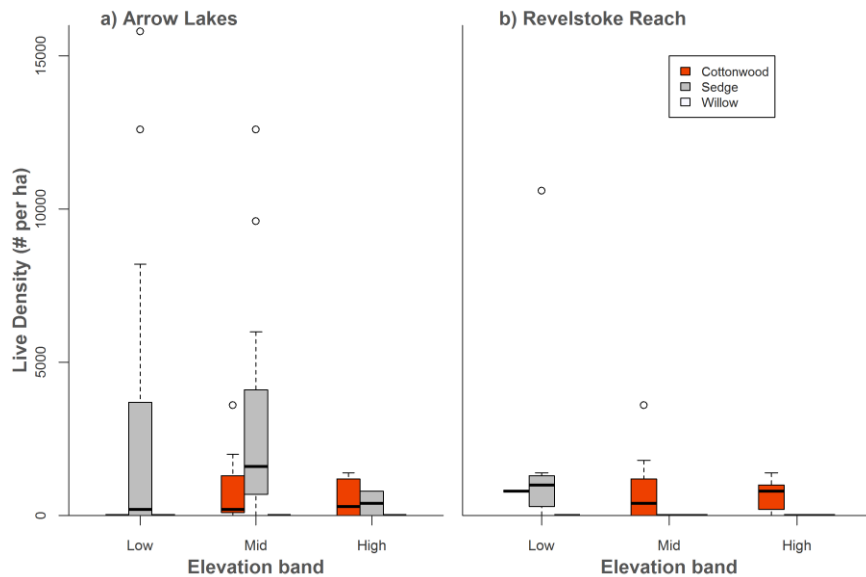 a) Arrow Lakes
b) Revelstoke Reach
Cottonwood
Sedge
Willow
Live Density (# per ha)
15000
10000
5000
0
Low
Mid
High
Low
Mid
High
Elevation band
Elevation band